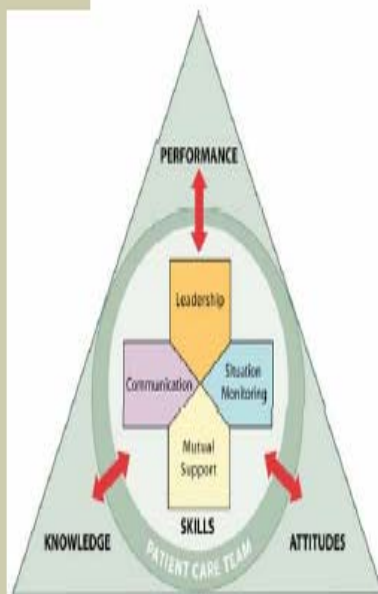 PERFORMANCE
Leadership
Communication
Situation
Monitoring
Mutual
Support
SKILLS
KNOWLEDGE
ATTITUDES
PATIENT CARE TEAM